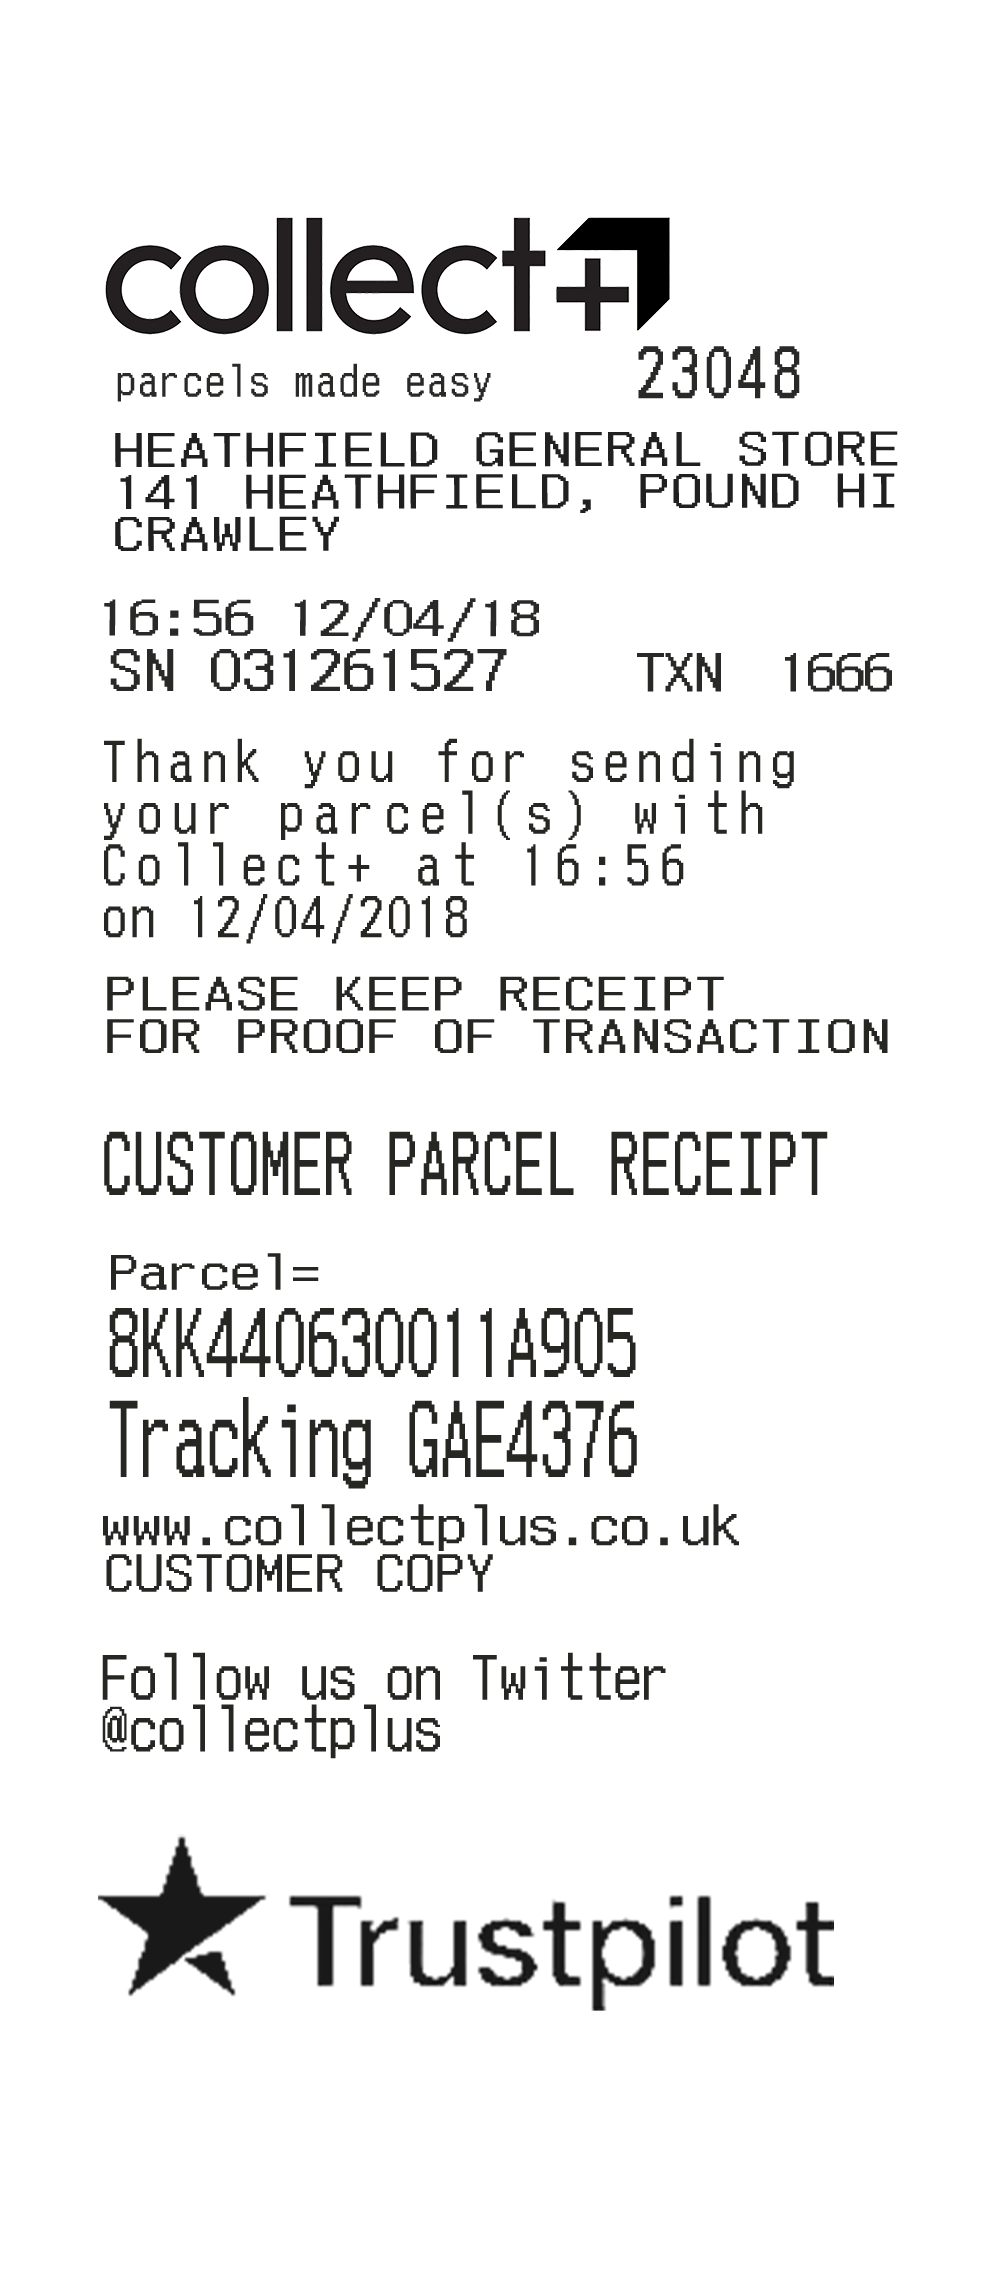 collect+
parcels made easy 23048
HEATHFIELD GENERAL STORE
141 HEATHFIELD, POUND HI
CRAWLEY
16:56 12/04/18
SN 031261527 TXN 1666
Thank you for sending
your parcel(s) with
Collect+ at 16:56
on 12/04/2018
PLEASE KEEP RECEIPT
FOR PROOF OF TRANSACTION
CUSTOMER PARCEL RECEIPT
Parcel=
8KK440630011A905
Tracking GAE4376
www.collectplus.co.uk
CUSTOMER COPY
Follow us on Twitter
@collectplus
Trustpilot